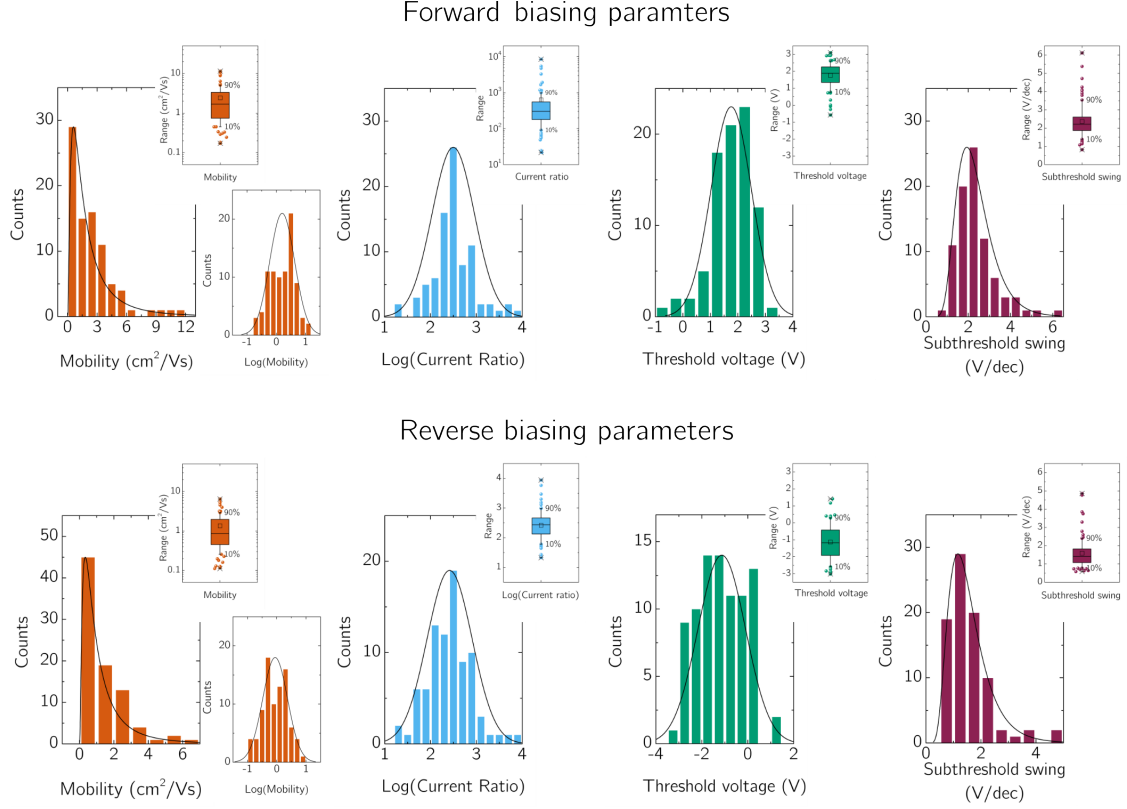 Forward biasing paramters
Counts
30
20
10
0
0 3 6 9 12
Mobility (cm²/Vs)
Range (cm²/Vs)
10
1
0.1
90%
10%
Mobility
Counts
20
10
0
-1 0 1
Log(Mobility)
Counts
30
20
10
0
1 2 3 4
Log(Current Ratio)
Range
10⁴
10³
10²
10¹
90%
10%
Current ratio
Counts
20
10
0
-1 0 1 2 3 4
Threshold voltage (V)
Range (V)
3
2
1
0
-1
-2
-3
90%
10%
Threshold voltage
Counts
30
20
10
0
0 2 4 6
Subthreshold swing
(V/dec)
Range (V/dec)
6
5
4
3
2
1
0
90%
10%
Subthreshold swing
Reverse biasing parameters
Counts
50
40
30
20
10
0
0 2 4 6
Mobility (cm²/Vs)
Range (cm²/Vs)
10
1
0.1
90%
10%
Mobility
Counts
20
10
0
-1 0 1
Log(Mobility)
Counts
20
10
0
1 2 3 4
Log(Current Ratio)
Range
4
3
2
1
90%
10%
Log(Current ratio)
Counts
15
10
5
0
-4 -2 0 2
Threshold voltage (V)
Range (V)
3
2
1
0
-1
-2
-3
90%
10%
Threshold voltage
Counts
30
20
10
0
0 2 4
Subthreshold swing
(V/dec)
Range (V/dec)
6
5
4
3
2
1
0
90%
10%
Subthreshold swing